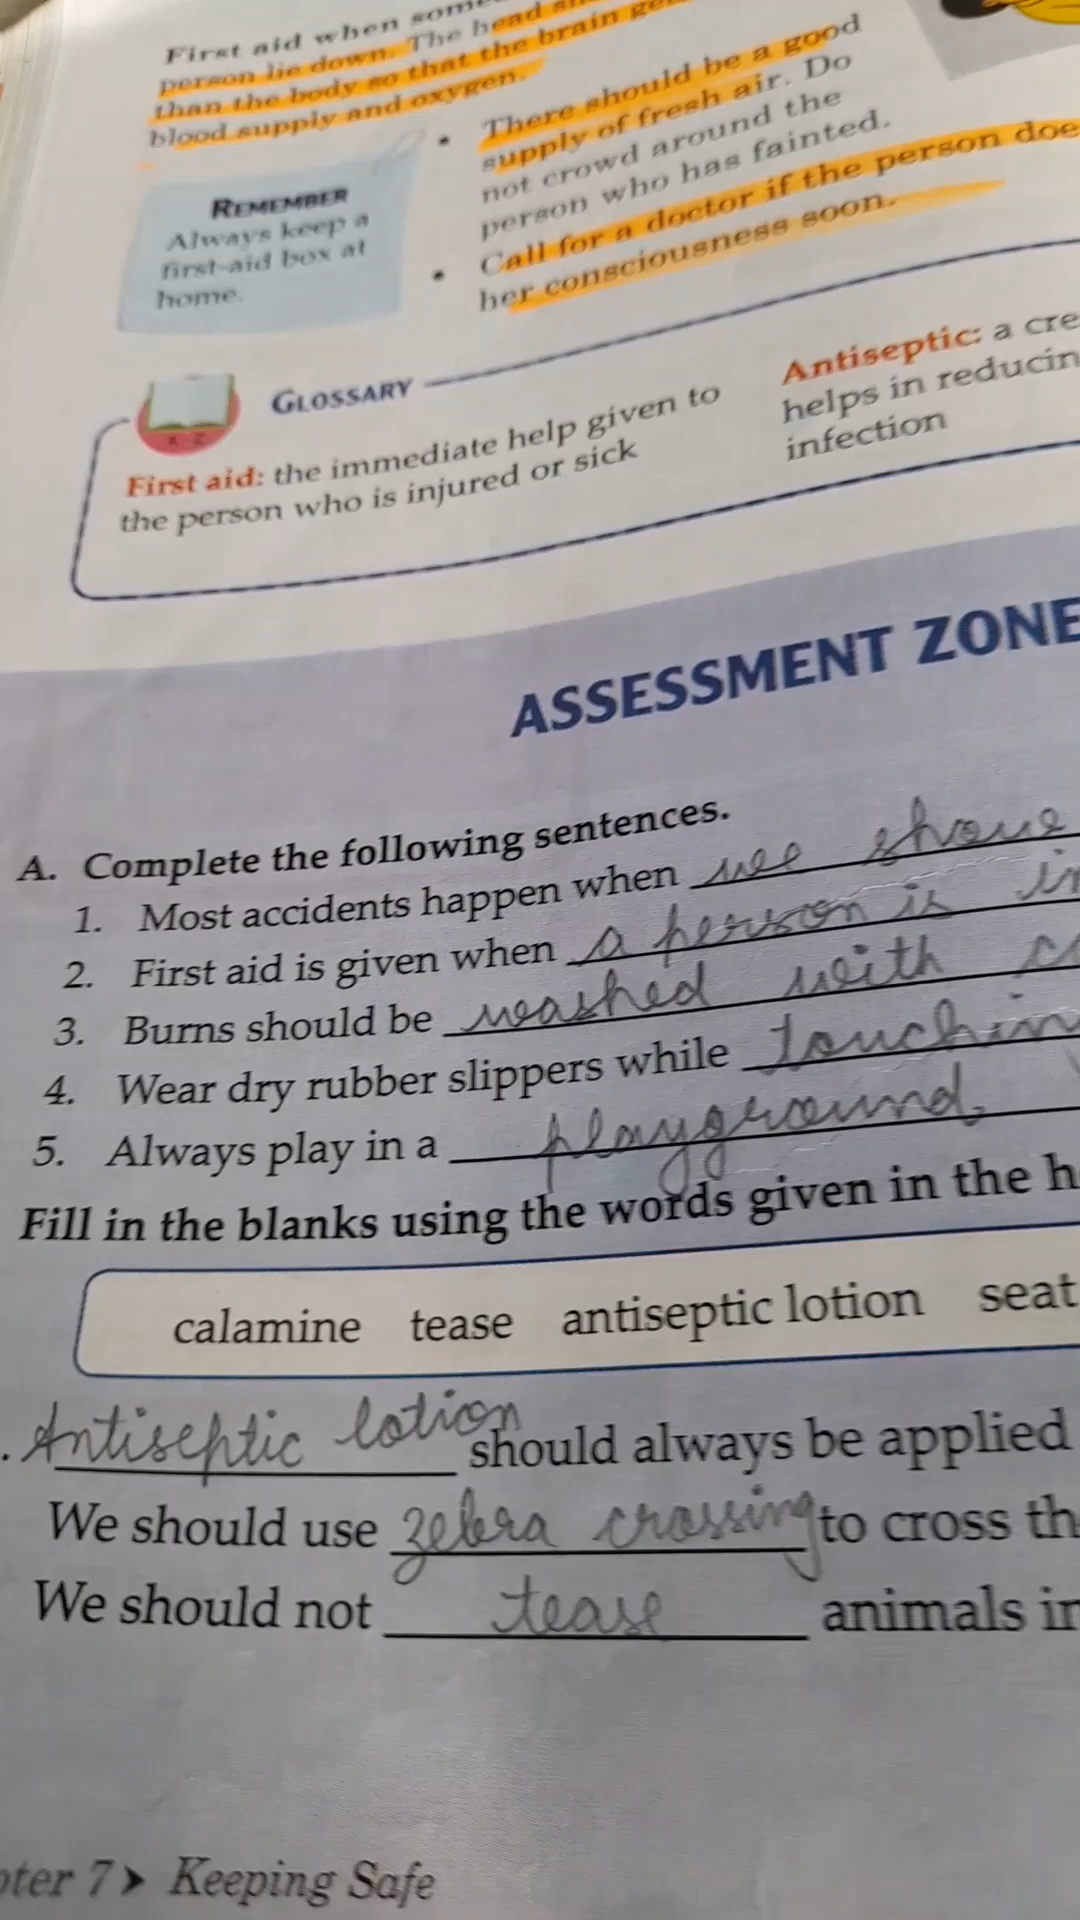 First aid when some
person lie down. The head
than the body so that the brain
blood supply and oxygen.
• There should be a good
supply of fresh air. Do
not crowd around the
person who has fainted.
• Call for a doctor if the person doe
her consciousness soon.
REMEMBER
Always keep a
first-aid box at
home.
GLOSSARY
First aid: the immediate help given to
the person who is injured or sick
Antiseptic: a cre
helps in reducin
infection
ASSESSMENT ZONE
A. Complete the following sentences.
1. Most accidents happen when we
2. First aid is given when a person is in
3. Burns should be washed with
4. Wear dry rubber slippers while touchin
5. Always play in a playground.
Fill in the blanks using the words given in the h
calamine tease antiseptic lotion seat
. Antiseptic lotion should always be applied
We should use zebra crossing to cross th
We should not tease animals in
pter 7 > Keeping Safe